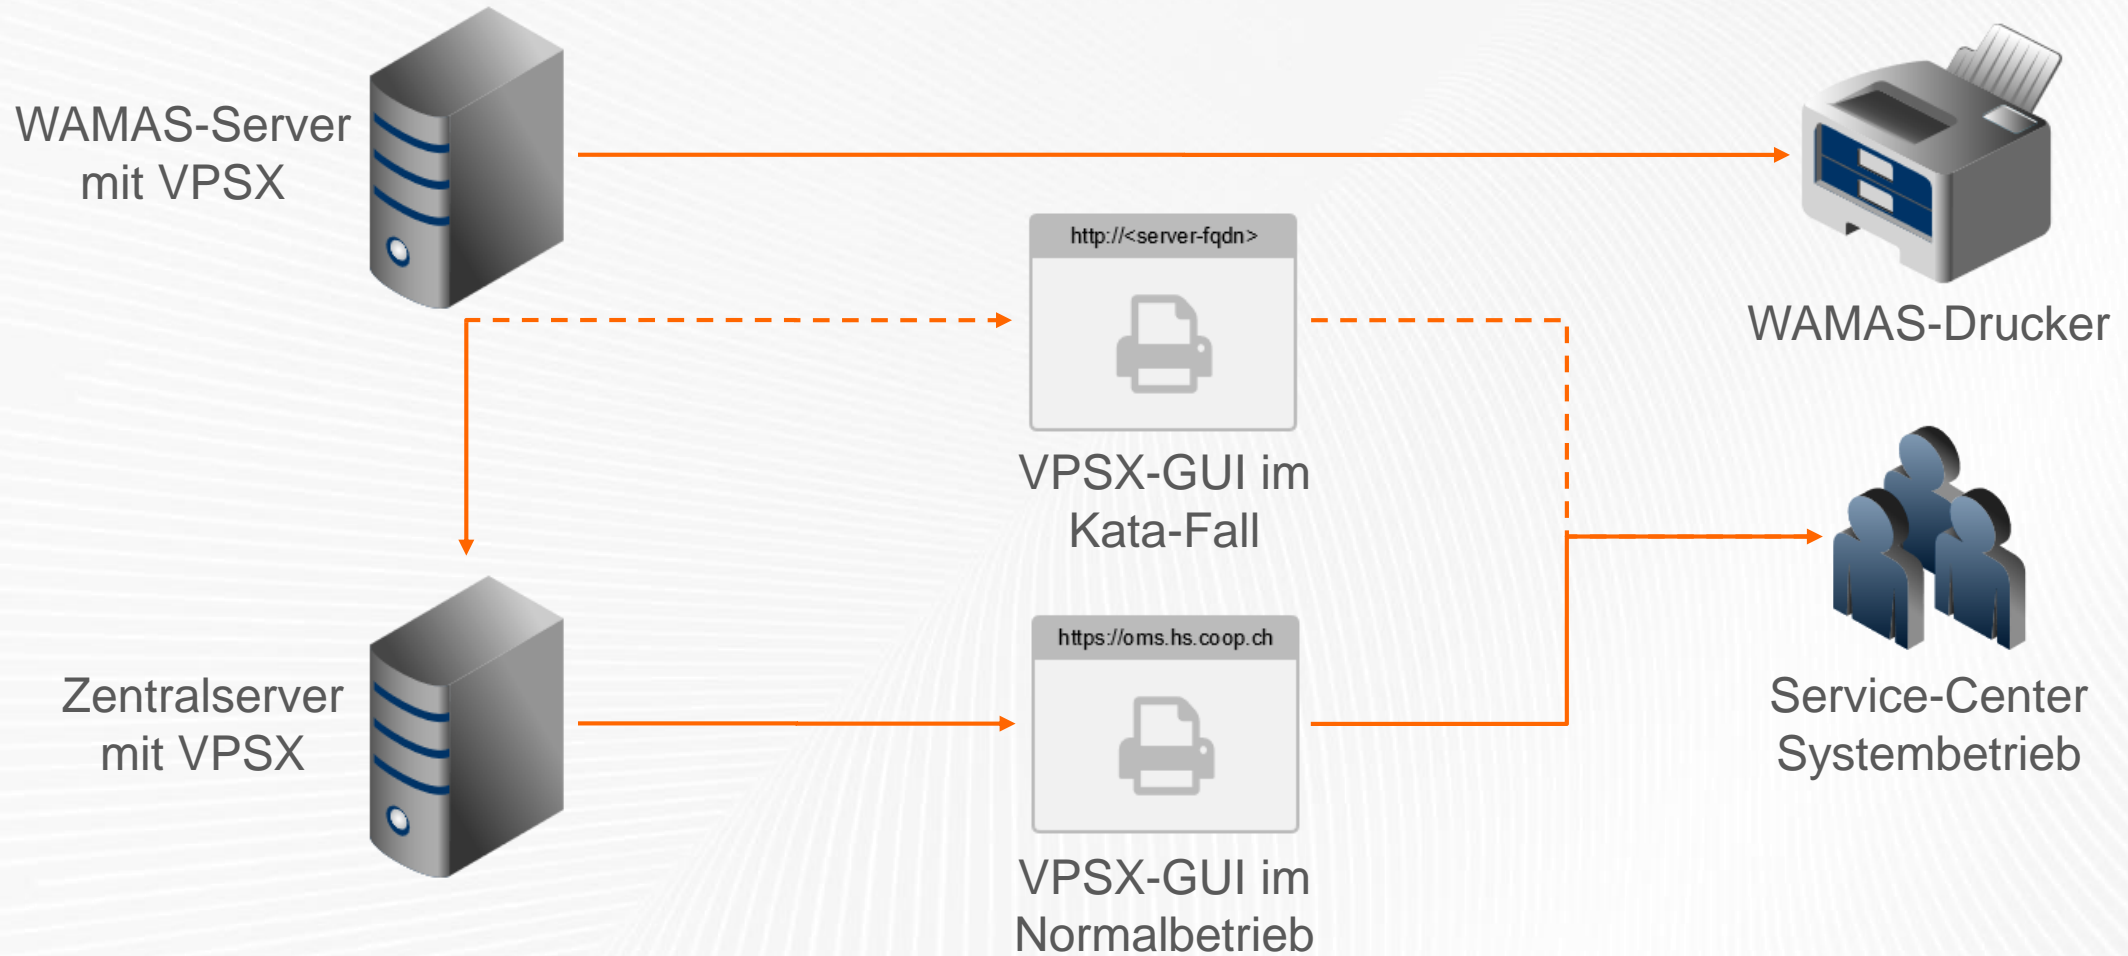 WAMAS-Server
mit VPSX
http://<server-fqdn>
WAMAS-Drucker
VPSX-GUI im
Kata-Fall
https://oms.hs.coop.ch
Zentralserver
mit VPSX
Service-Center
Systembetrieb
VPSX-GUI im
Normalbetrieb